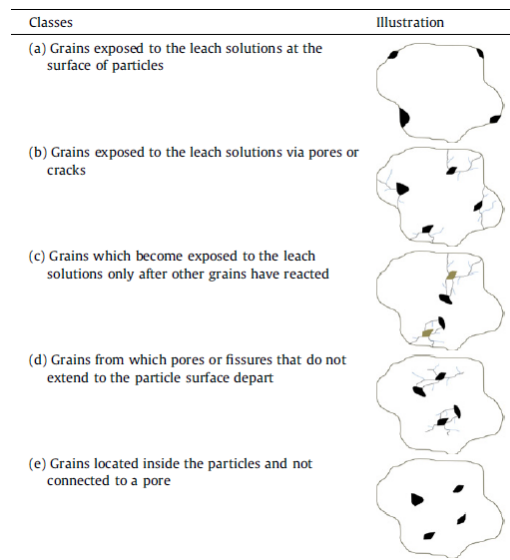 Classes Illustration
(a) Grains exposed to the leach solutions at the
surface of particles
(b) Grains exposed to the leach solutions via pores or
cracks
(c) Grains which become exposed to the leach
solutions only after other grains have reacted
(d) Grains from which pores or fissures that do not
extend to the particle surface depart
(e) Grains located inside the particles and not
connected to a pore